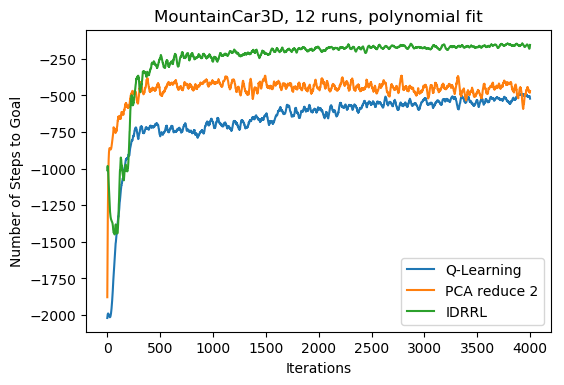 MountainCar3D, 12 runs, polynomial fit
Number of Steps to Goal
−250
−500
−750
−1000
−1250
−1500
−1750
−2000
0 500 1000 1500 2000 2500 3000 3500 4000
Iterations
Q-Learning
PCA reduce 2
IDRRL